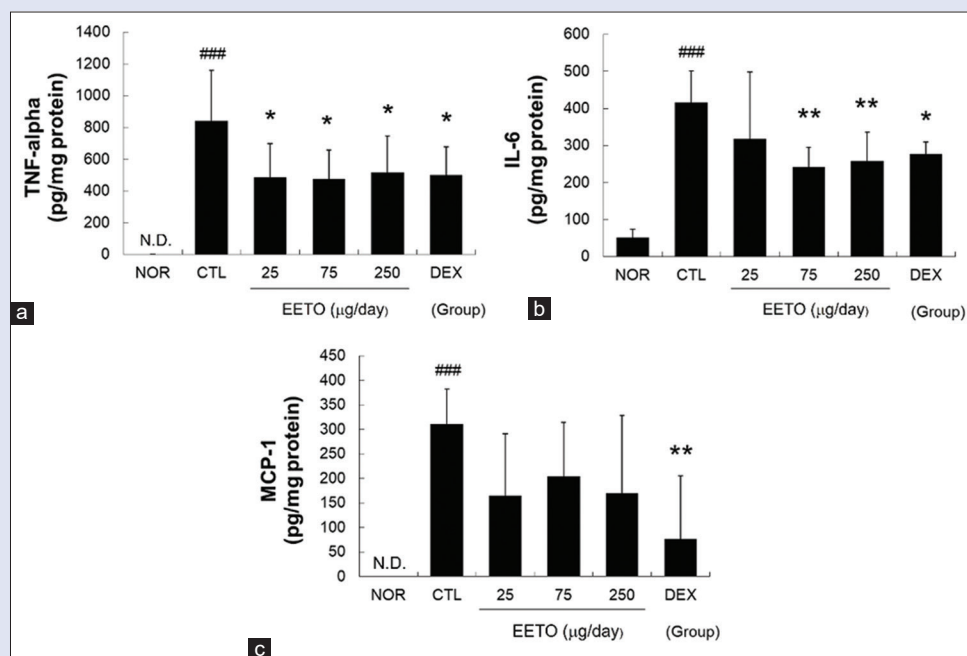 1400
1200
1000
800
600
400
200
0
TNF-alpha
(pg/mg protein)
###
*
*
*
*
N.D.
NOR CTL 25 75 250 DEX
EETO (μg/day) (Group)
a
600
500
400
300
200
100
0
IL-6
(pg/mg protein)
###
**
**
*
NOR CTL 25 75 250 DEX
EETO (μg/day) (Group)
b
450
400
350
300
250
200
150
100
50
0
MCP-1
(pg/mg protein)
###
**
N.D.
NOR CTL 25 75 250 DEX
EETO (μg/day) (Group)
c